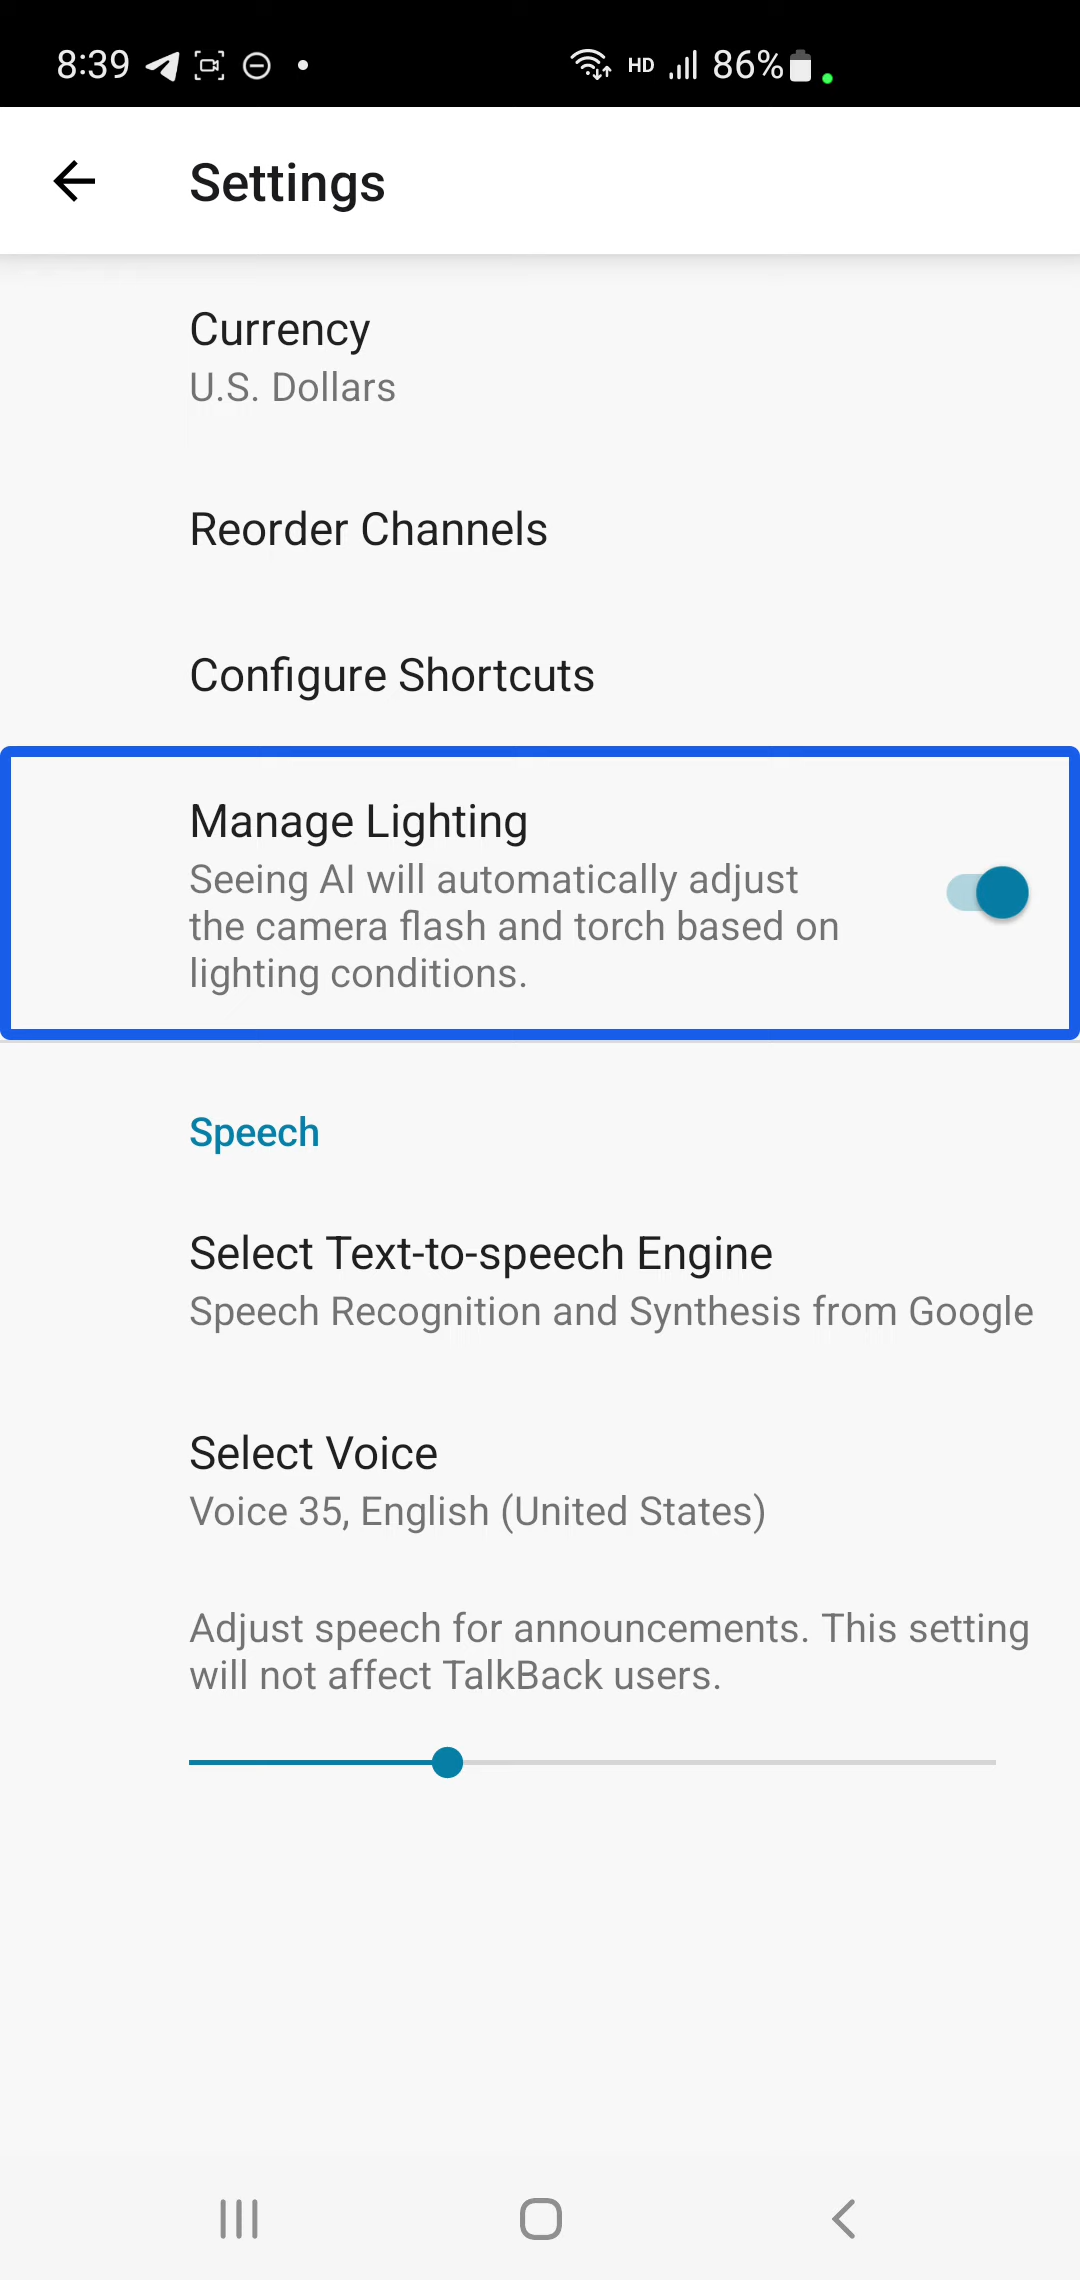 8:39
HD 86%
Settings
Currency
U.S. Dollars
Reorder Channels
Configure Shortcuts
Manage Lighting
Seeing AI will automatically adjust
the camera flash and torch based on
lighting conditions.
Speech
Select Text-to-speech Engine
Speech Recognition and Synthesis from Google
Select Voice
Voice 35, English (United States)
Adjust speech for announcements. This setting
will not affect TalkBack users.